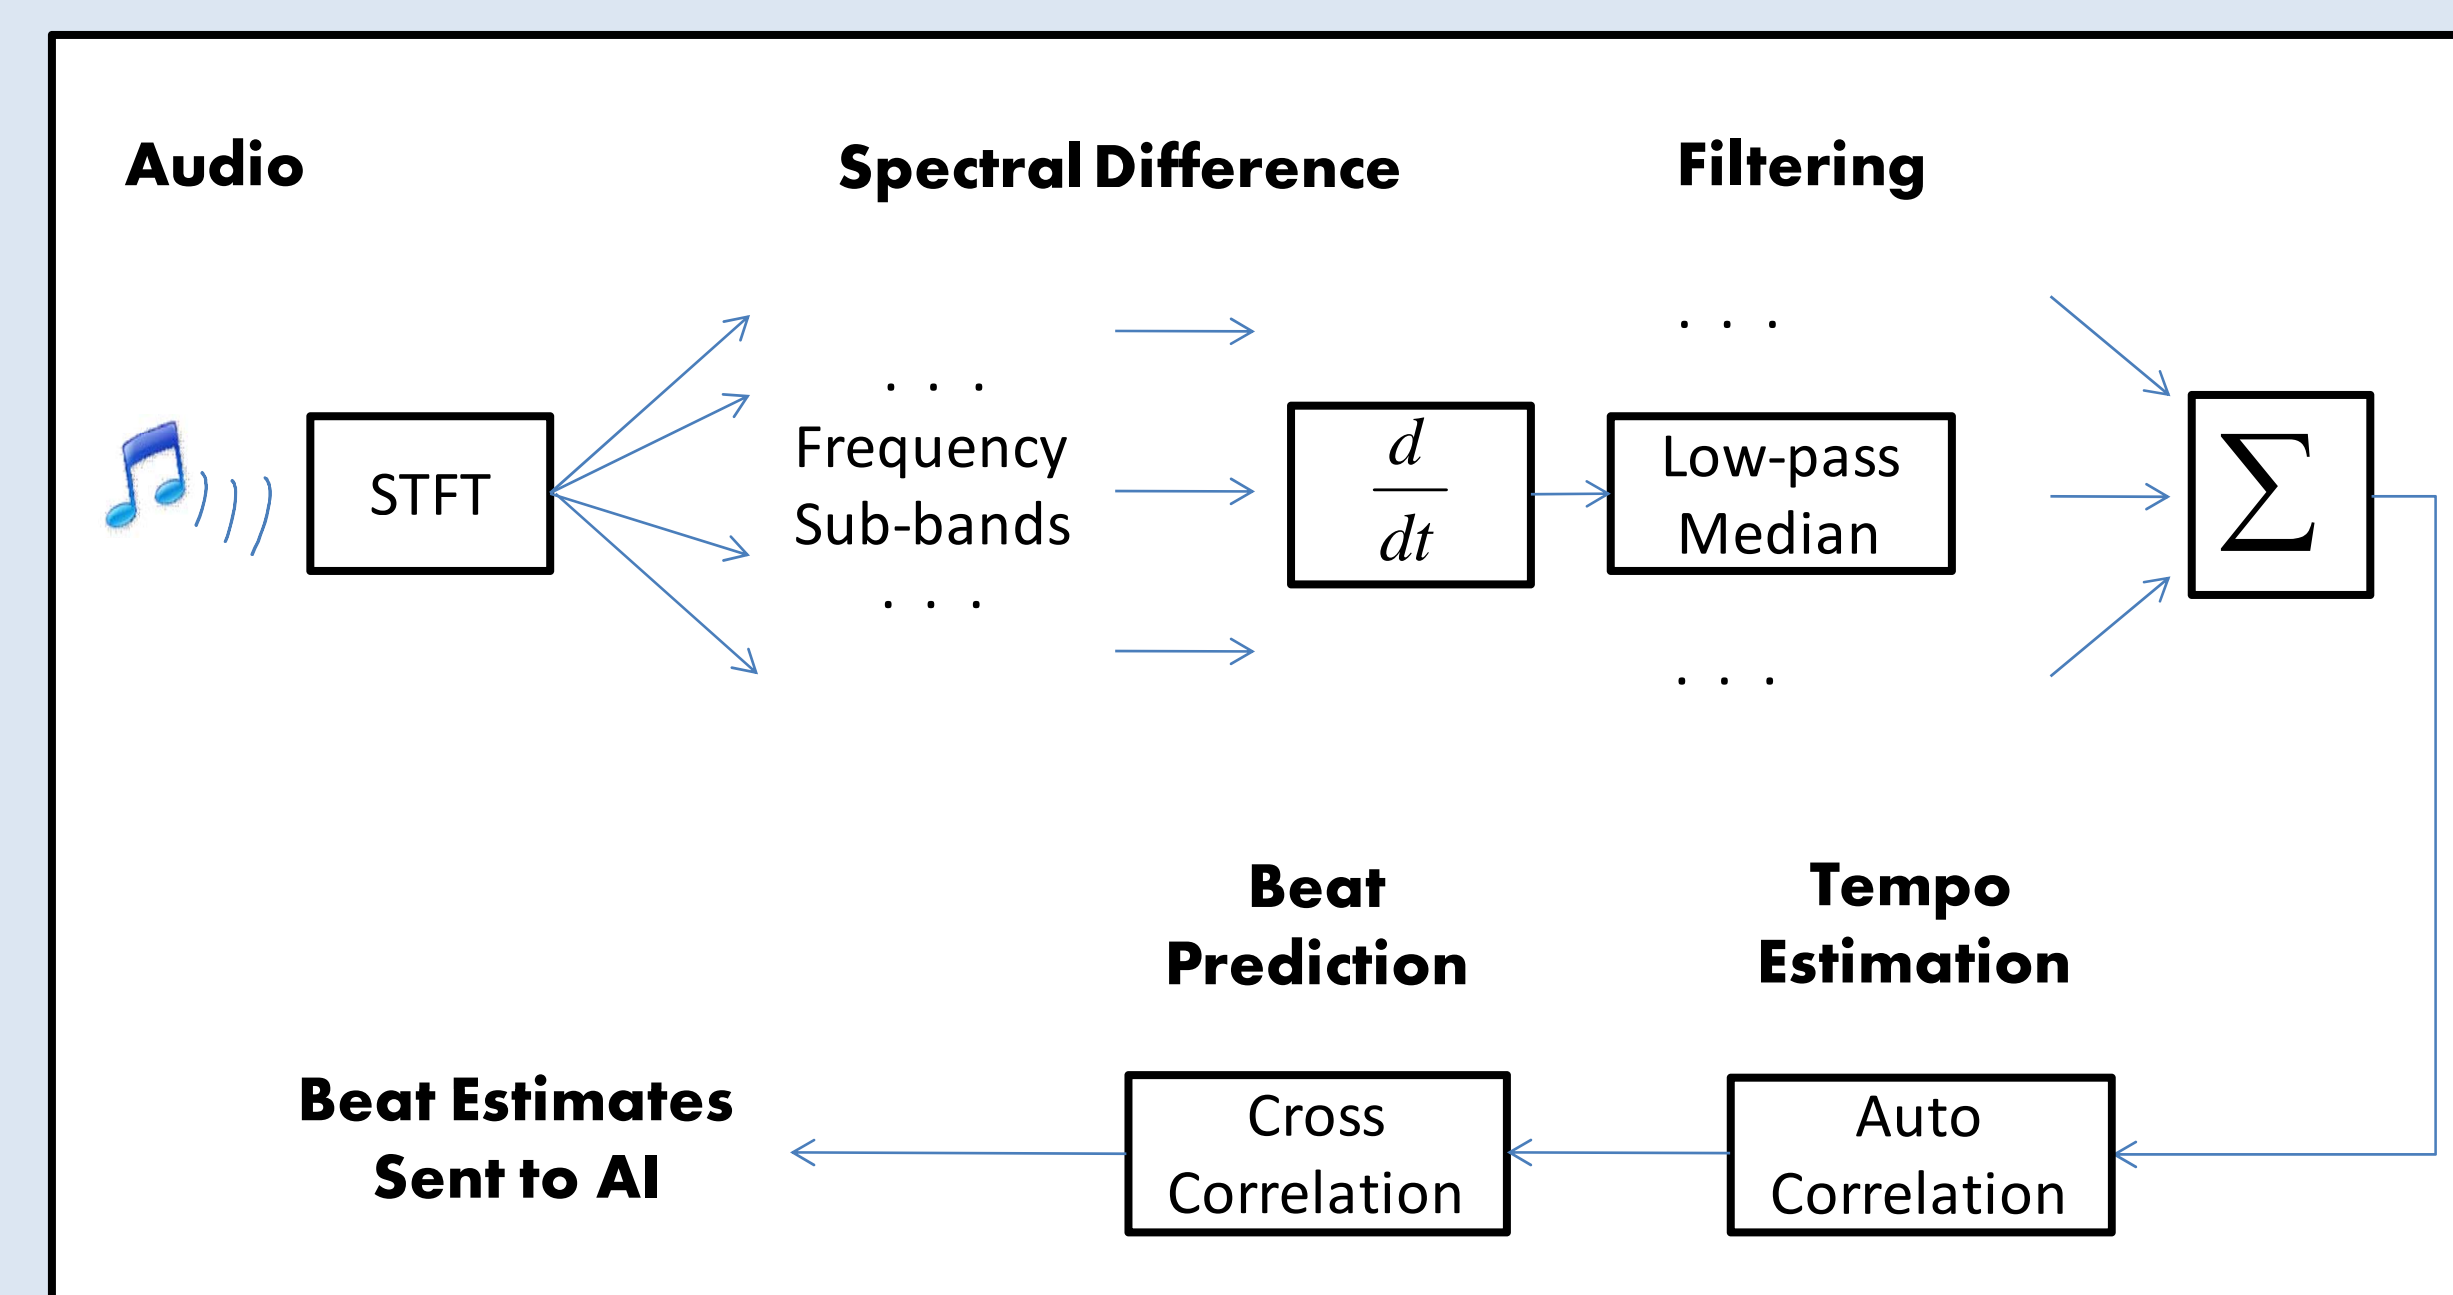 Audio
Spectral Difference
Filtering
. . .
. . .
STFT
Frequency
Sub-bands
d
dt
Low-pass
Median
∑
. . .
. . .
Beat
Prediction
Tempo
Estimation
Beat Estimates
Sent to AI
Cross
Correlation
Auto
Correlation